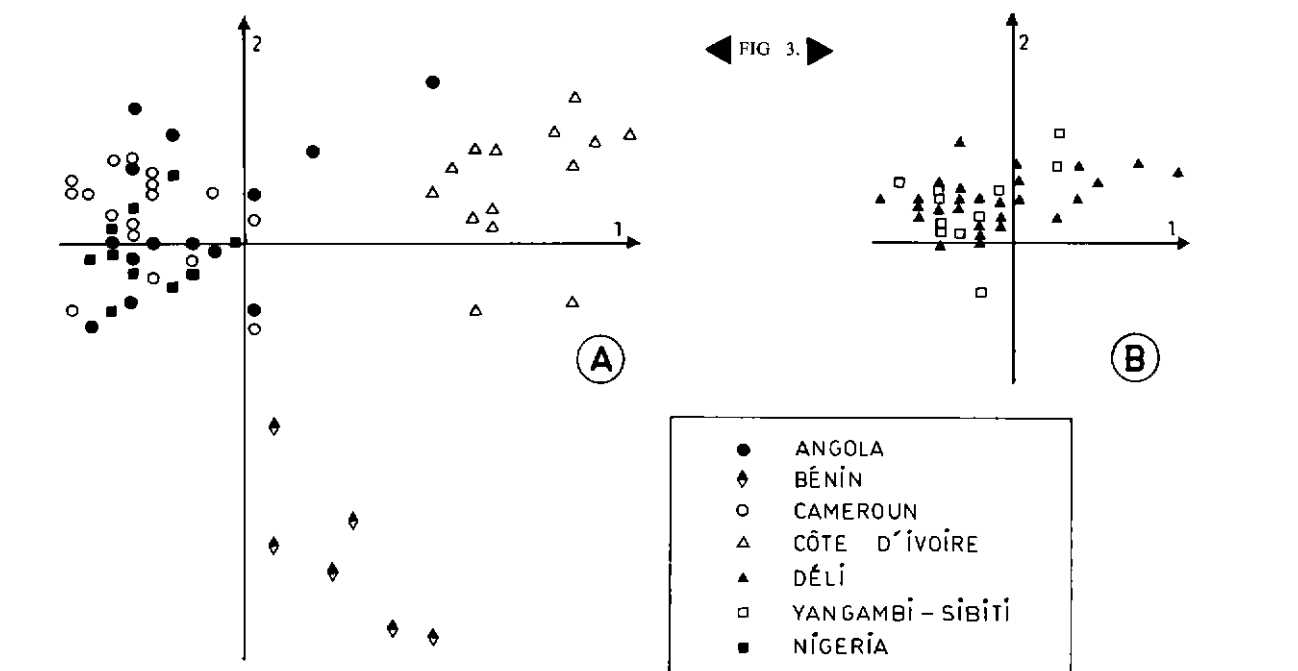 2
1
A
FIG 3.
2
1
B
ANGOLA
BÉNIN
CAMEROUN
CÔTE D'IVOIRE
DÉLI
YANGAMBI - SIBITI
NIGERIA